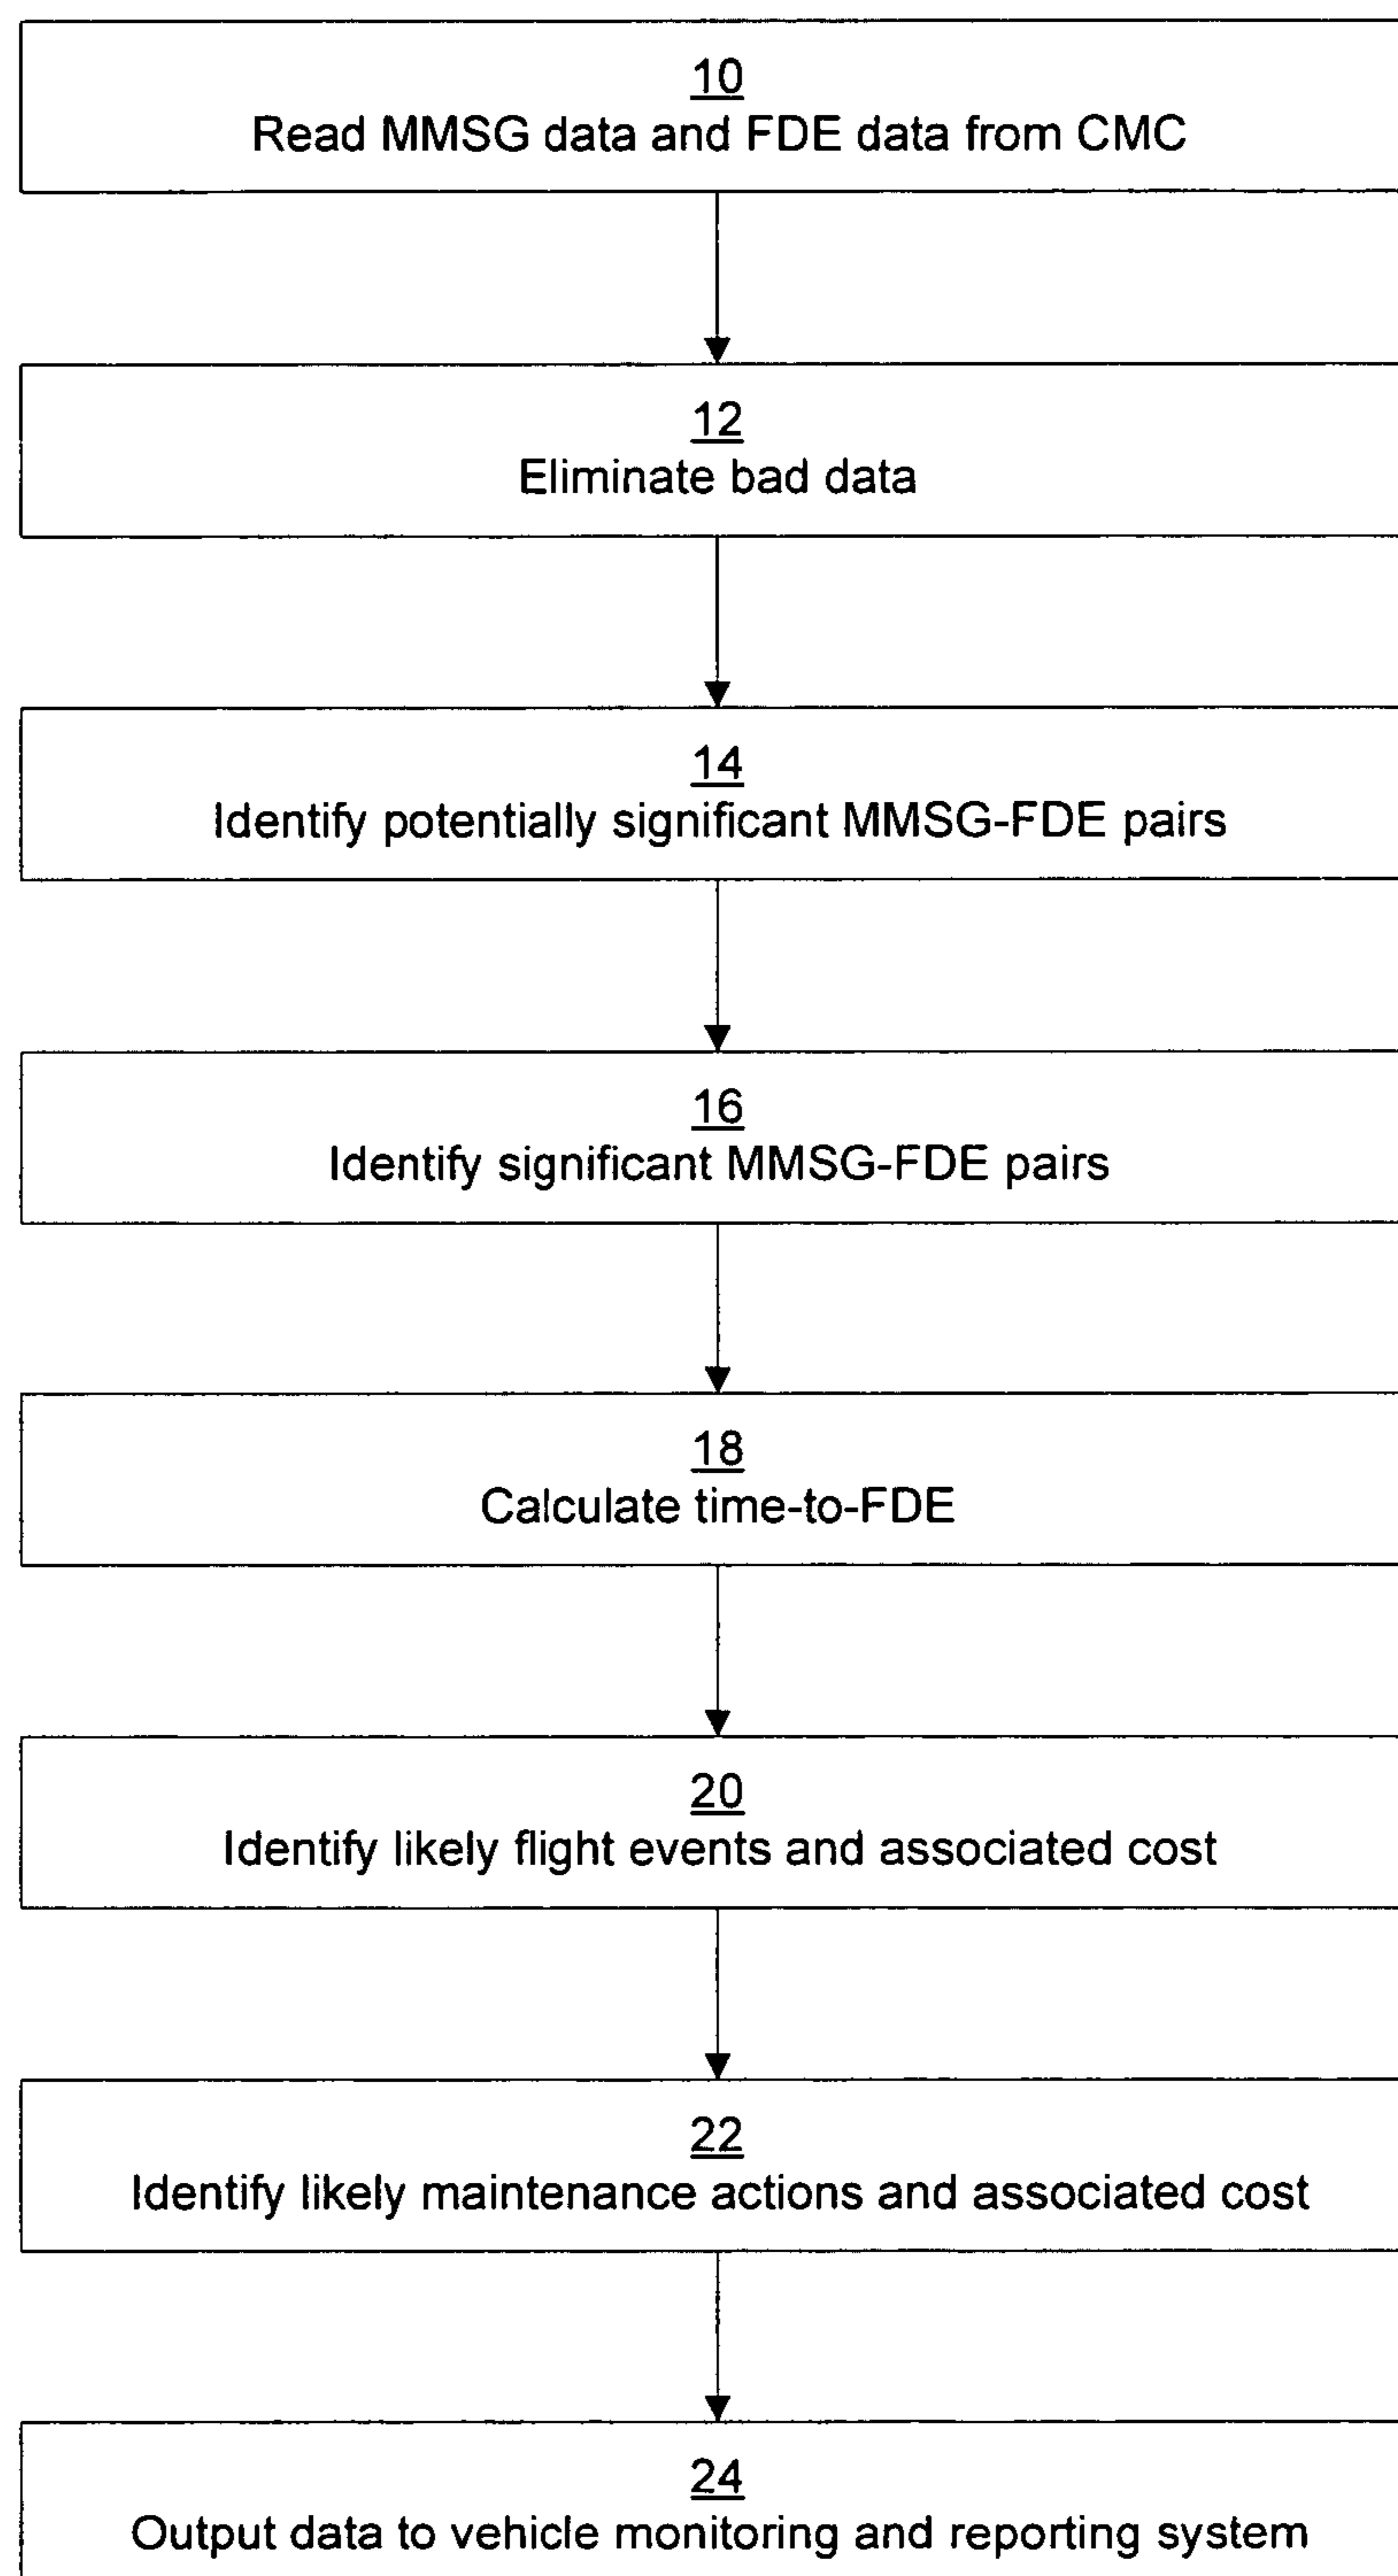 10
Read MMSG data and FDE data from CMC
12
Eliminate bad data
14
Identify potentially significant MMSG-FDE pairs
16
Identify significant MMSG-FDE pairs
18
Calculate time-to-FDE
20
Identify likely flight events and associated cost
22
Identify likely maintenance actions and associated cost
24
Output data to vehicle monitoring and reporting system